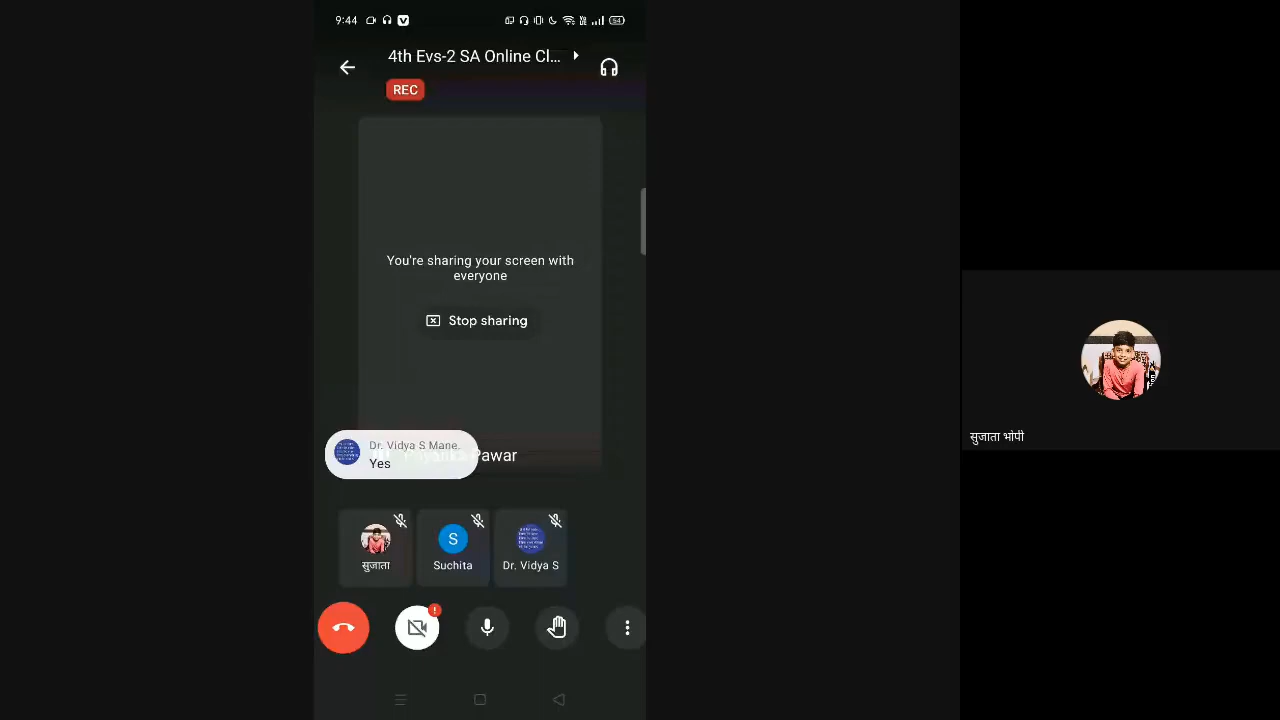 9:44
54
4th Evs-2 SA Online Cl...
REC
You're sharing your screen with
everyone
Stop sharing
Dr. Vidya S Mane.
Yes
Pawar
सुजाता
S
Suchita
Dr. Vidya S
सुजाता भोपी